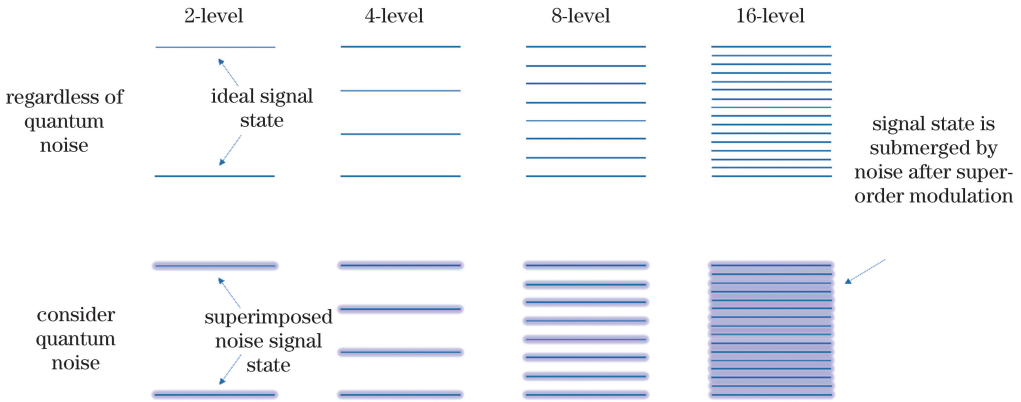 2-level
4-level
8-level
16-level
regardless of
quantum
noise
ideal signal
state
signal state is
submerged by
noise after super-
order modulation
consider
quantum
noise
superimposed
noise signal
state